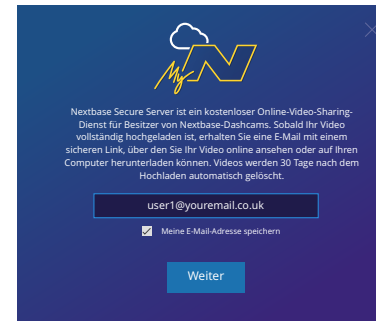 My N
Nextbase Secure Server ist ein kostenloser Online-Video-Sharing-
Dienst für Besitzer von Nextbase-Dashcams. Sobald Ihr Video
vollständig hochgeladen ist, erhalten Sie eine E-Mail mit einem
sicheren Link, über den Sie Ihr Video online ansehen oder auf Ihren
Computer herunterladen können. Videos werden 30 Tage nach dem
Hochladen automatisch gelöscht.
user1@youremail.co.uk
Meine E-Mail-Adresse speichern
Weiter